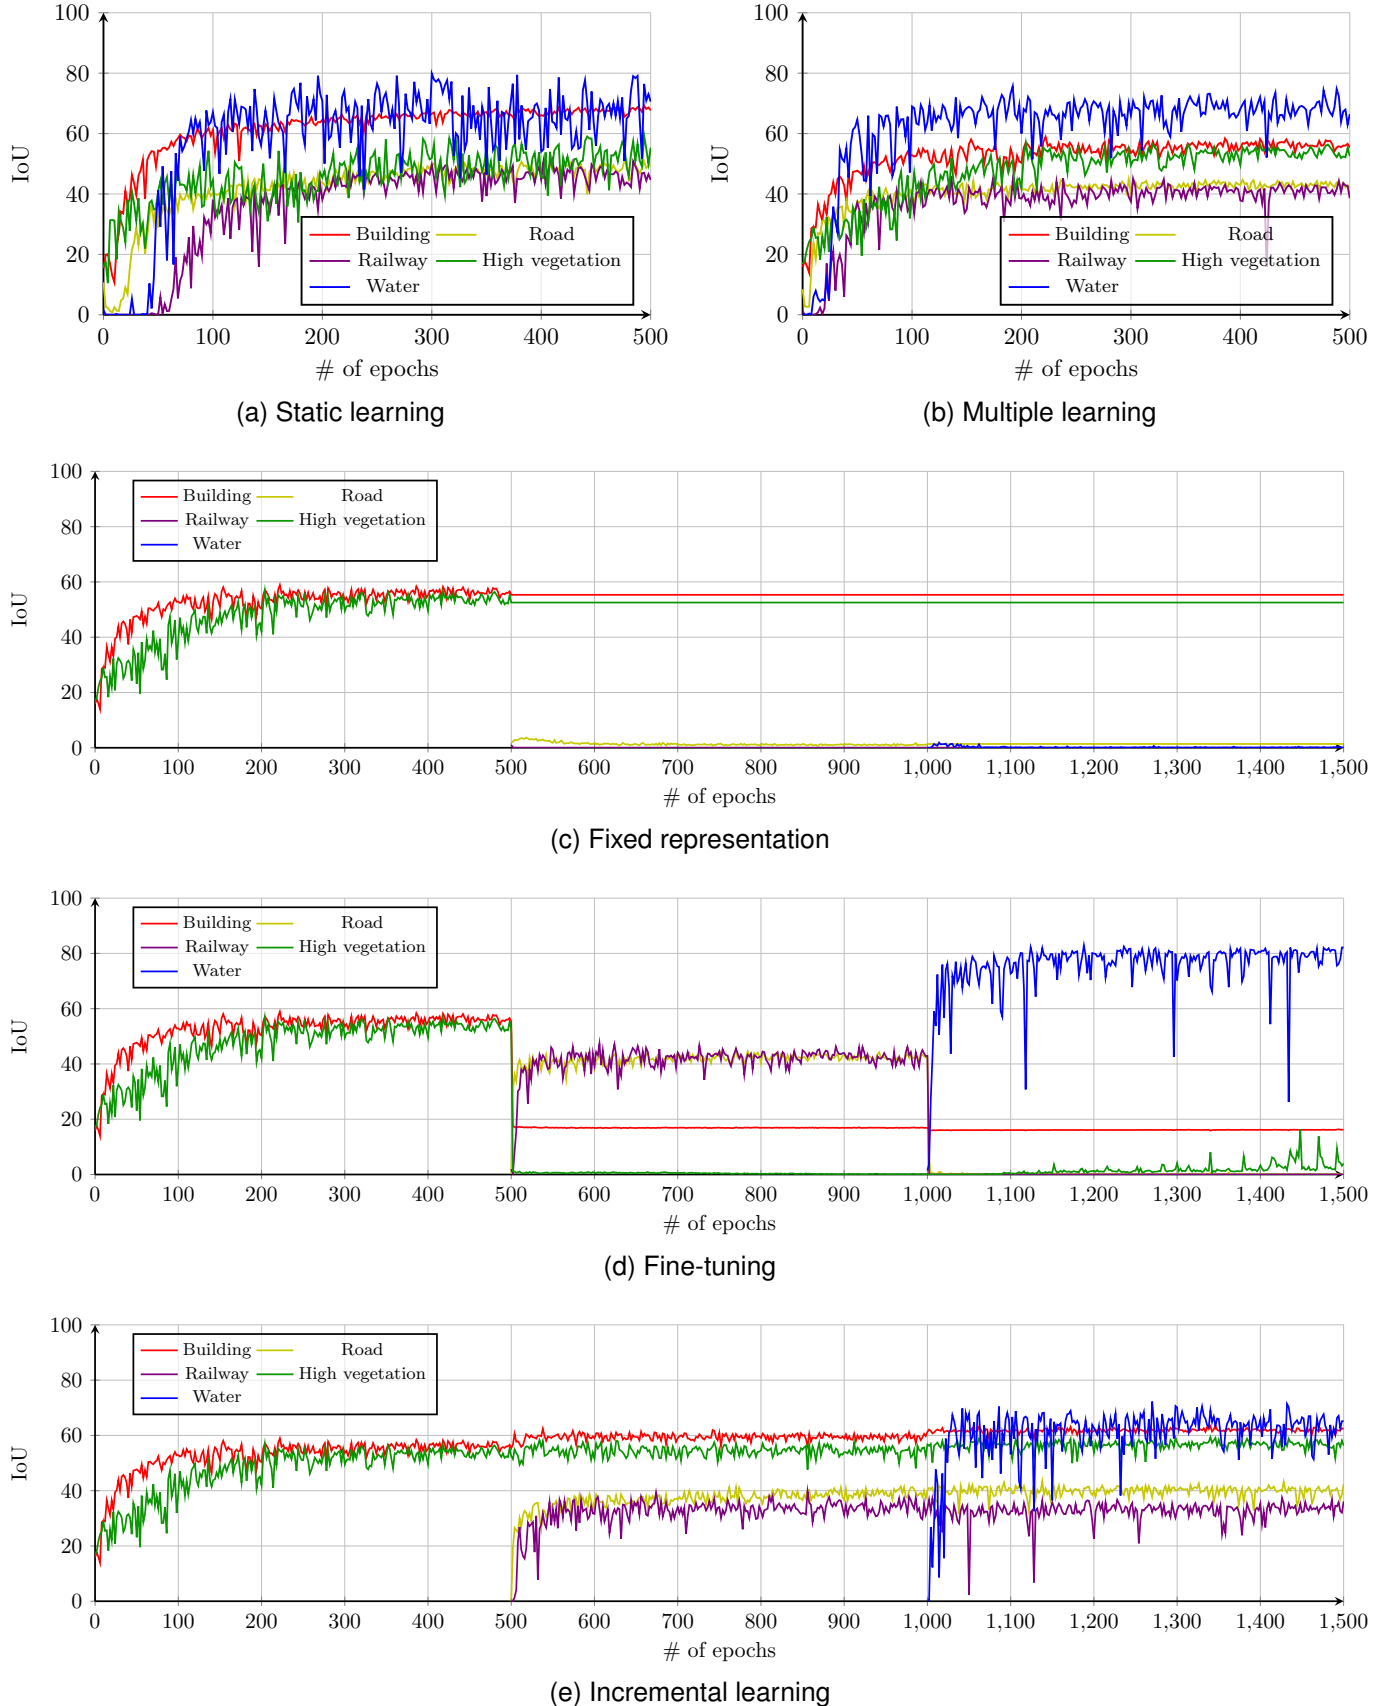 100
80
60
40
20
0
IoU
Building Road
Railway High vegetation
Water
0 100 200 300 400 500
# of epochs
(a) Static learning
100
80
60
40
20
0
IoU
Building Road
Railway High vegetation
Water
0 100 200 300 400 500
# of epochs
(b) Multiple learning
100
80
60
40
20
0
IoU
Building Road
Railway High vegetation
Water
0 100 200 300 400 500 600 700 800 900 1,000 1,100 1,200 1,300 1,400 1,500
# of epochs
(c) Fixed representation
100
80
60
40
20
0
IoU
Building Road
Railway High vegetation
Water
0 100 200 300 400 500 600 700 800 900 1,000 1,100 1,200 1,300 1,400 1,500
# of epochs
(d) Fine-tuning
100
80
60
40
20
0
IoU
Building Road
Railway High vegetation
Water
0 100 200 300 400 500 600 700 800 900 1,000 1,100 1,200 1,300 1,400 1,500
# of epochs
(e) Incremental learning